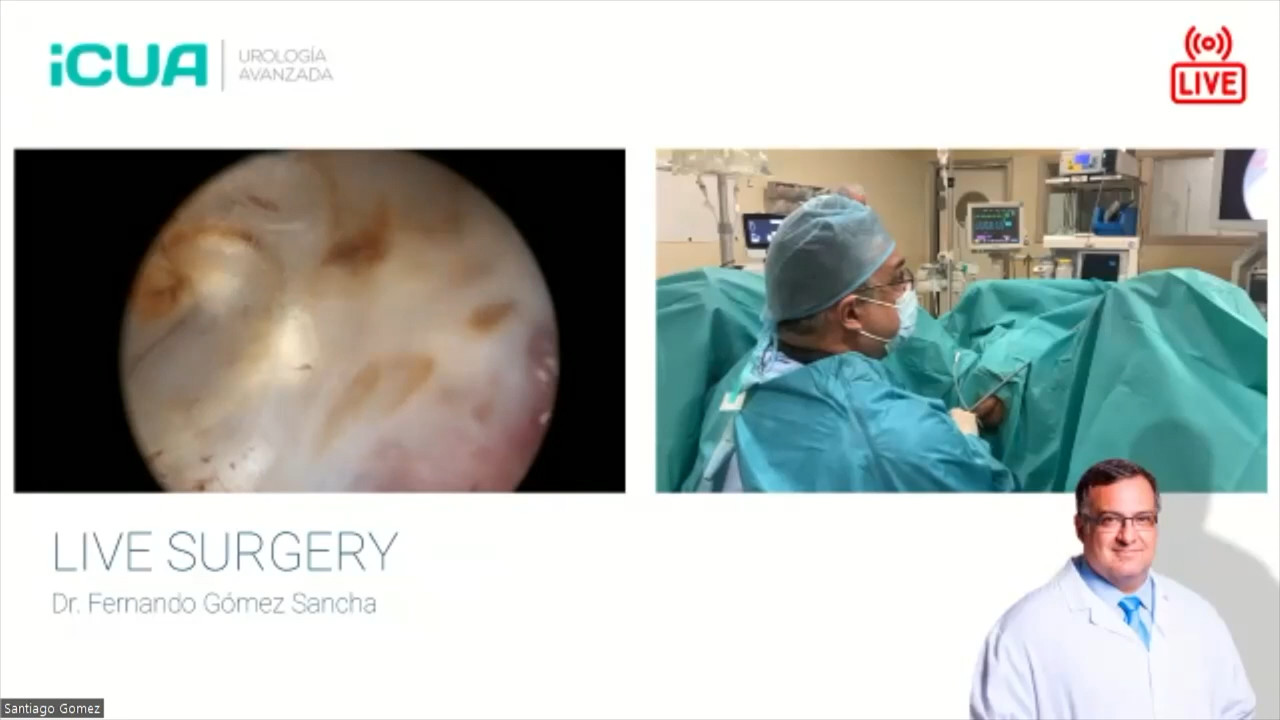 iCUA
UROLOGÍA
AVANZADA
LIVE
LIVE SURGERY
Dr. Fernando Gómez Sancha
Santiago Gomez